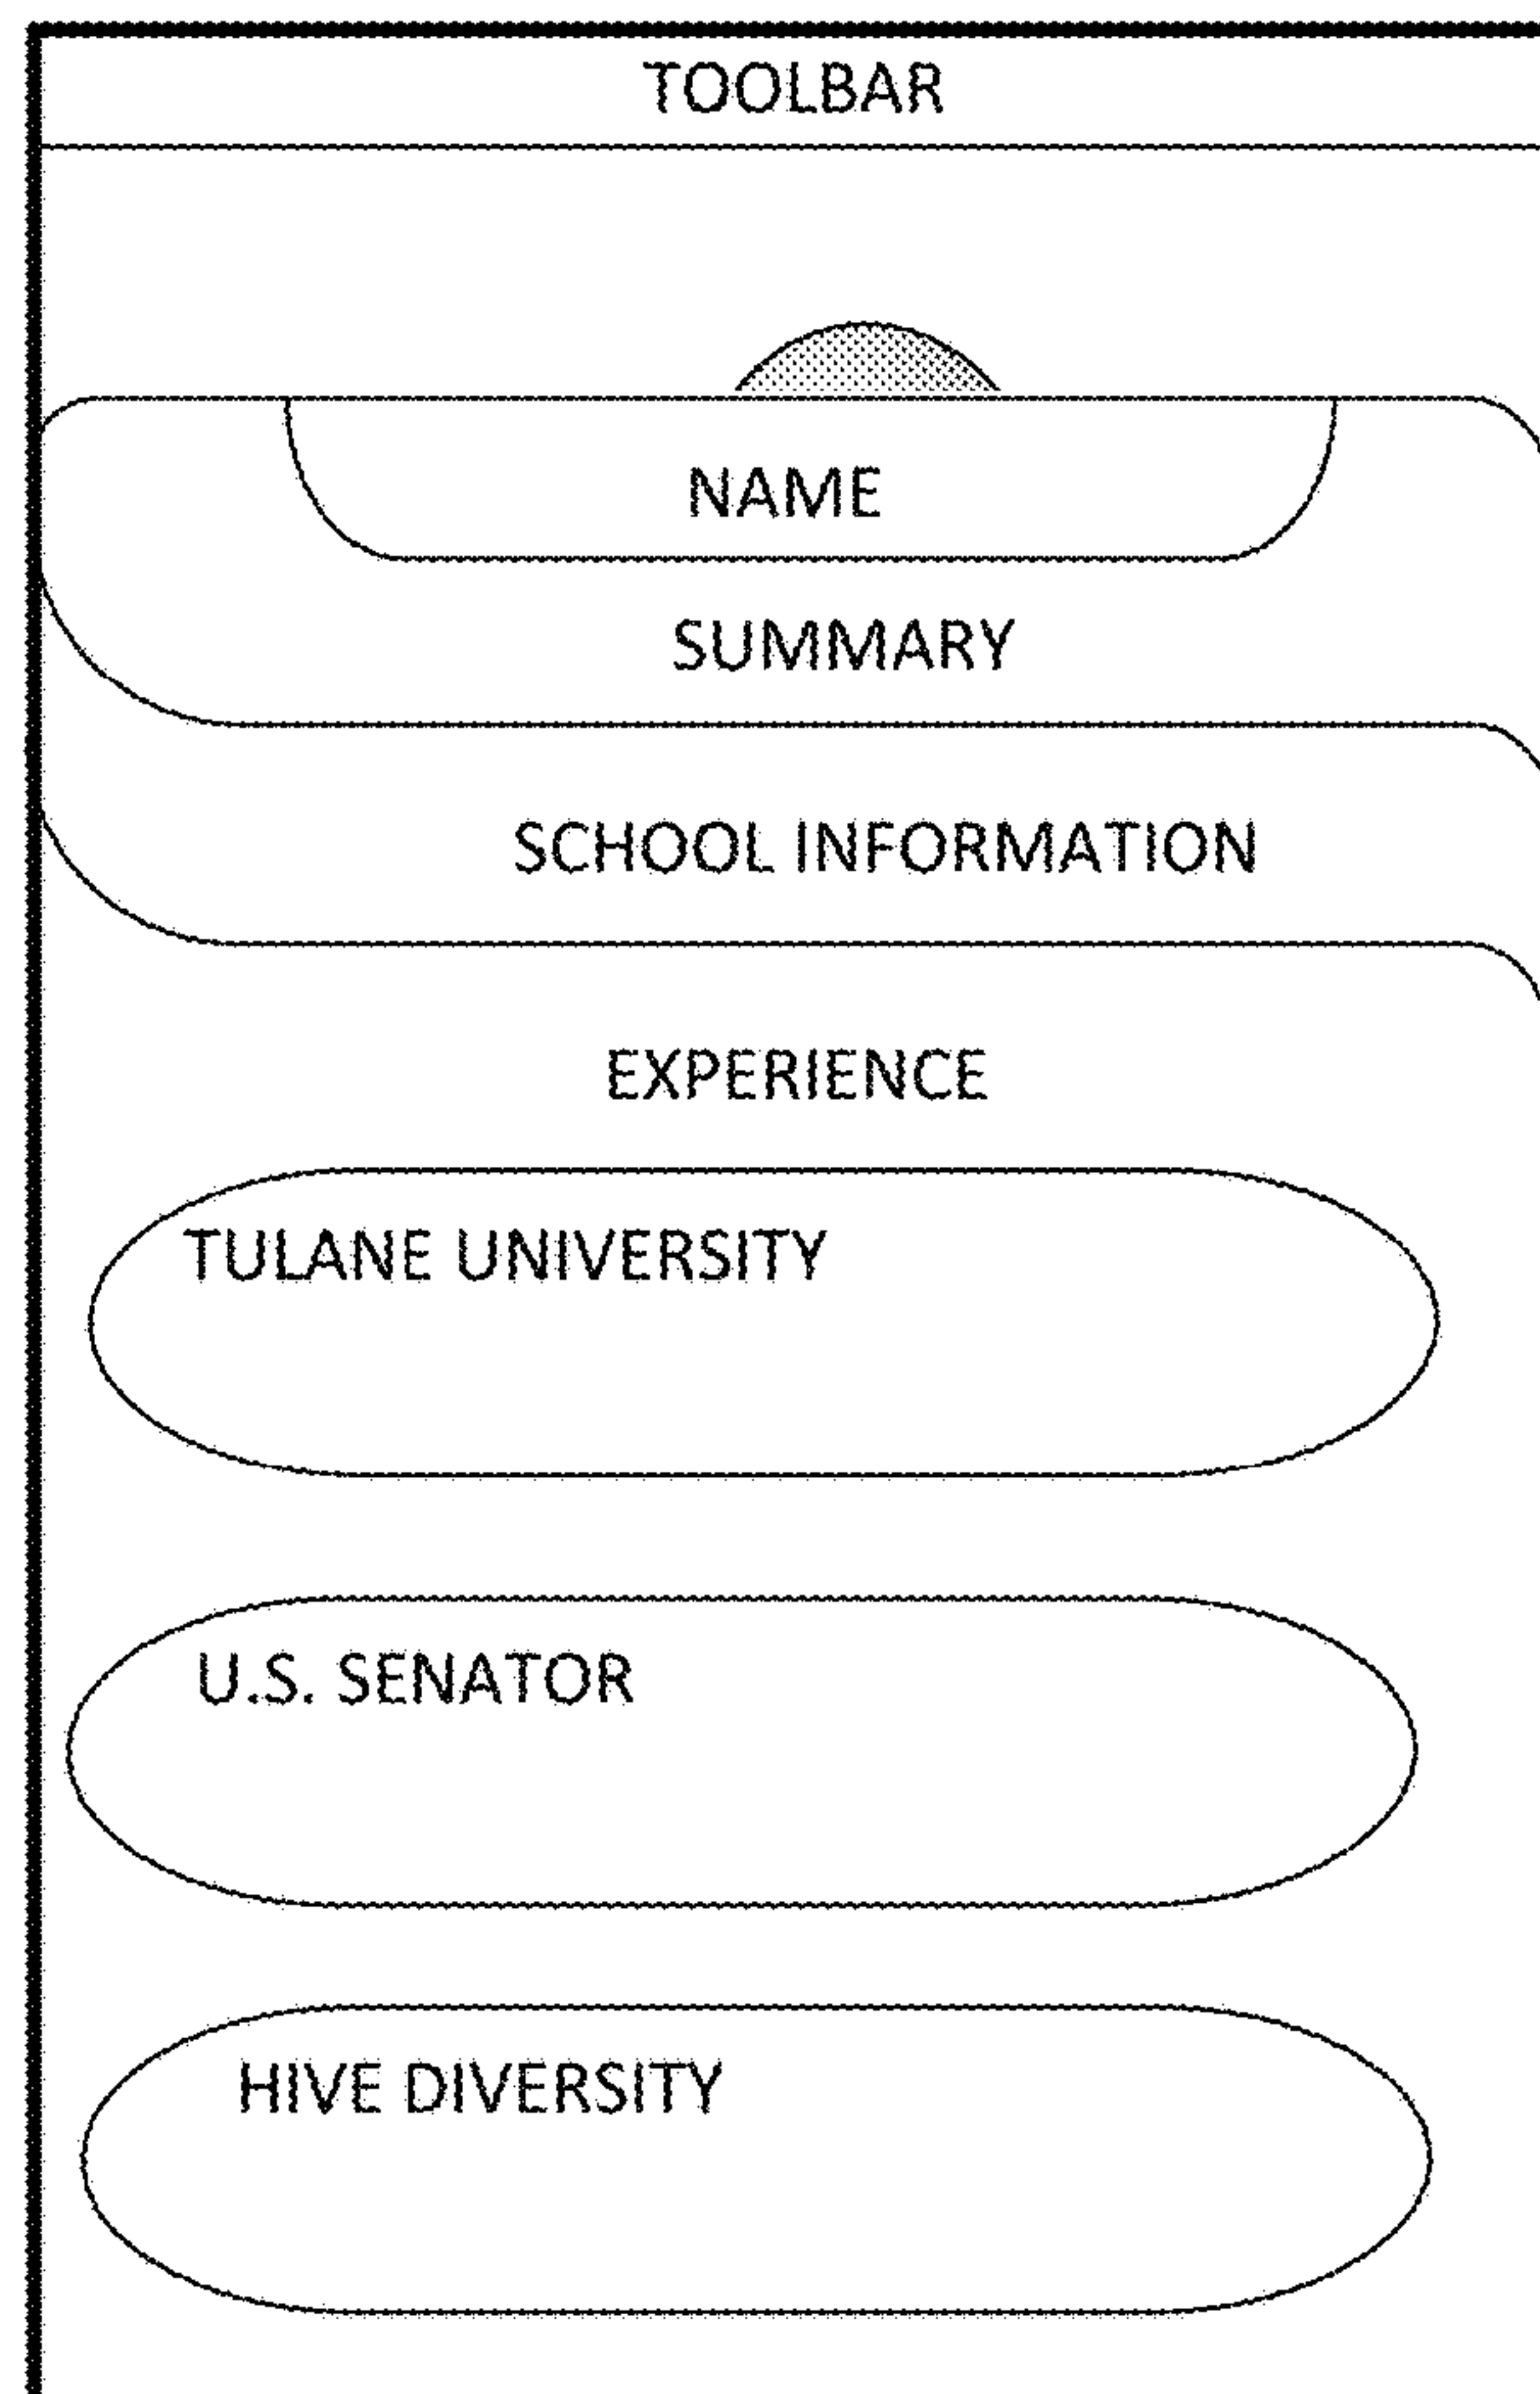 TOOLBAR
NAME
SUMMARY
SCHOOL INFORMATION
EXPERIENCE
TULANE UNIVERSITY
U.S. SENATOR
HIVE DIVERSITY